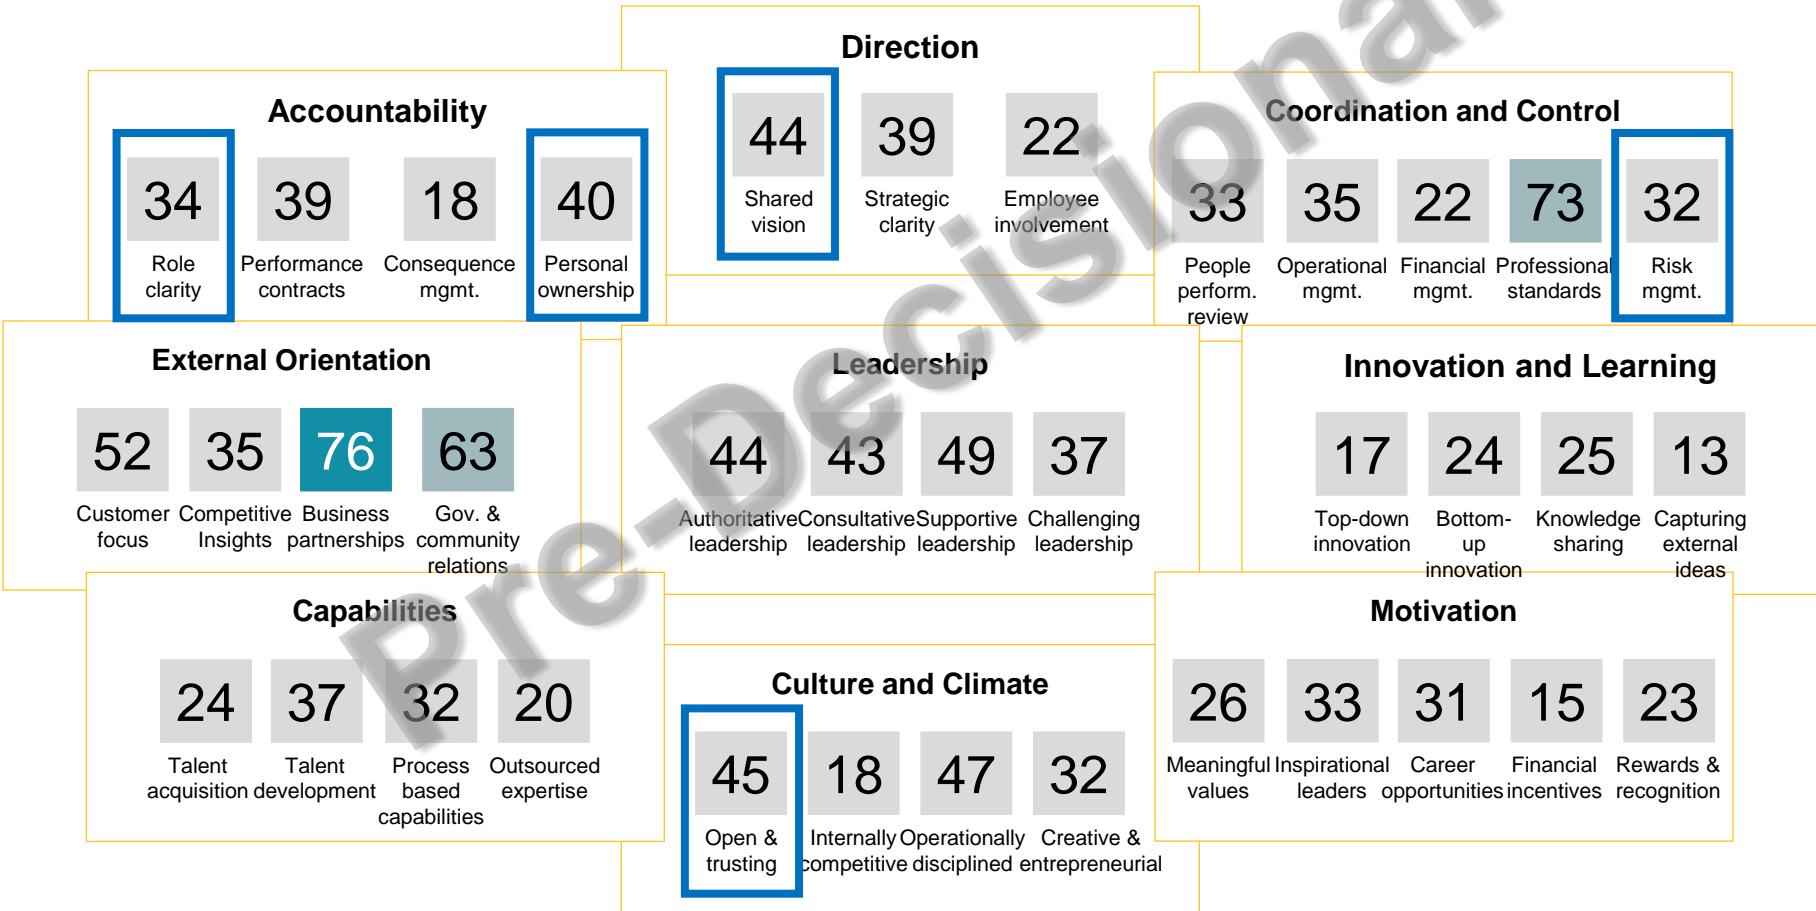 Direction
44
39
22
Shared
vision
Strategic
clarity
Employee
involvement
Accountability
34
39
18
40
Role
clarity
Performance
contracts
Consequence
mgmt.
Personal
ownership
Coordination and Control
33
35
22
73
32
People
perform.
review
Operational
mgmt.
Financial
mgmt.
Professional
standards
Risk
mgmt.
External Orientation
52
35
76
63
Customer
focus
Competitive
Insights
Business
partnerships
Gov. &
community
relations
Leadership
44
43
49
37
Authoritative
leadership
Consultative
leadership
Supportive
leadership
Challenging
leadership
Innovation and Learning
17
24
25
13
Top-down
innovation
Bottom-
up
innovation
Knowledge
sharing
Capturing
external
ideas
Capabilities
24
37
32
20
Talent
acquisition
Talent
development
Process
based
capabilities
Outsourced
expertise
Culture and Climate
45
18
47
32
Open &
trusting
Internally
competitive
Operationally
disciplined
Creative &
entrepreneurial
Motivation
26
33
31
15
23
Meaningful
values
Inspirational
leaders
Career
opportunities
Financial
incentives
Rewards &
recognition
Pre-Decisional